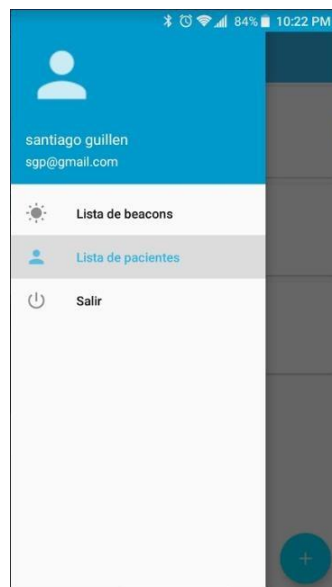 84% 10:22 PM
santiago guillen
sgp@gmail.com
Lista de beacons
Lista de pacientes
Salir
+